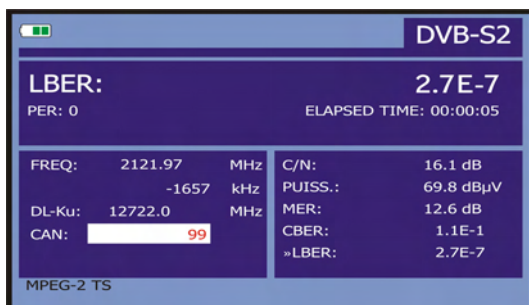 DVB-S2
LBER: 2.7E-7
PER: 0 ELAPSED TIME: 00:00:05
FREQ: 2121.97 MHz
-1657 kHz
DL-Ku: 12722.0 MHz
CAN: 99
C/N: 16.1 dB
PUISS.: 69.8 dBµV
MER: 12.6 dB
CBER: 1.1E-1
»LBER: 2.7E-7
MPEG-2 TS